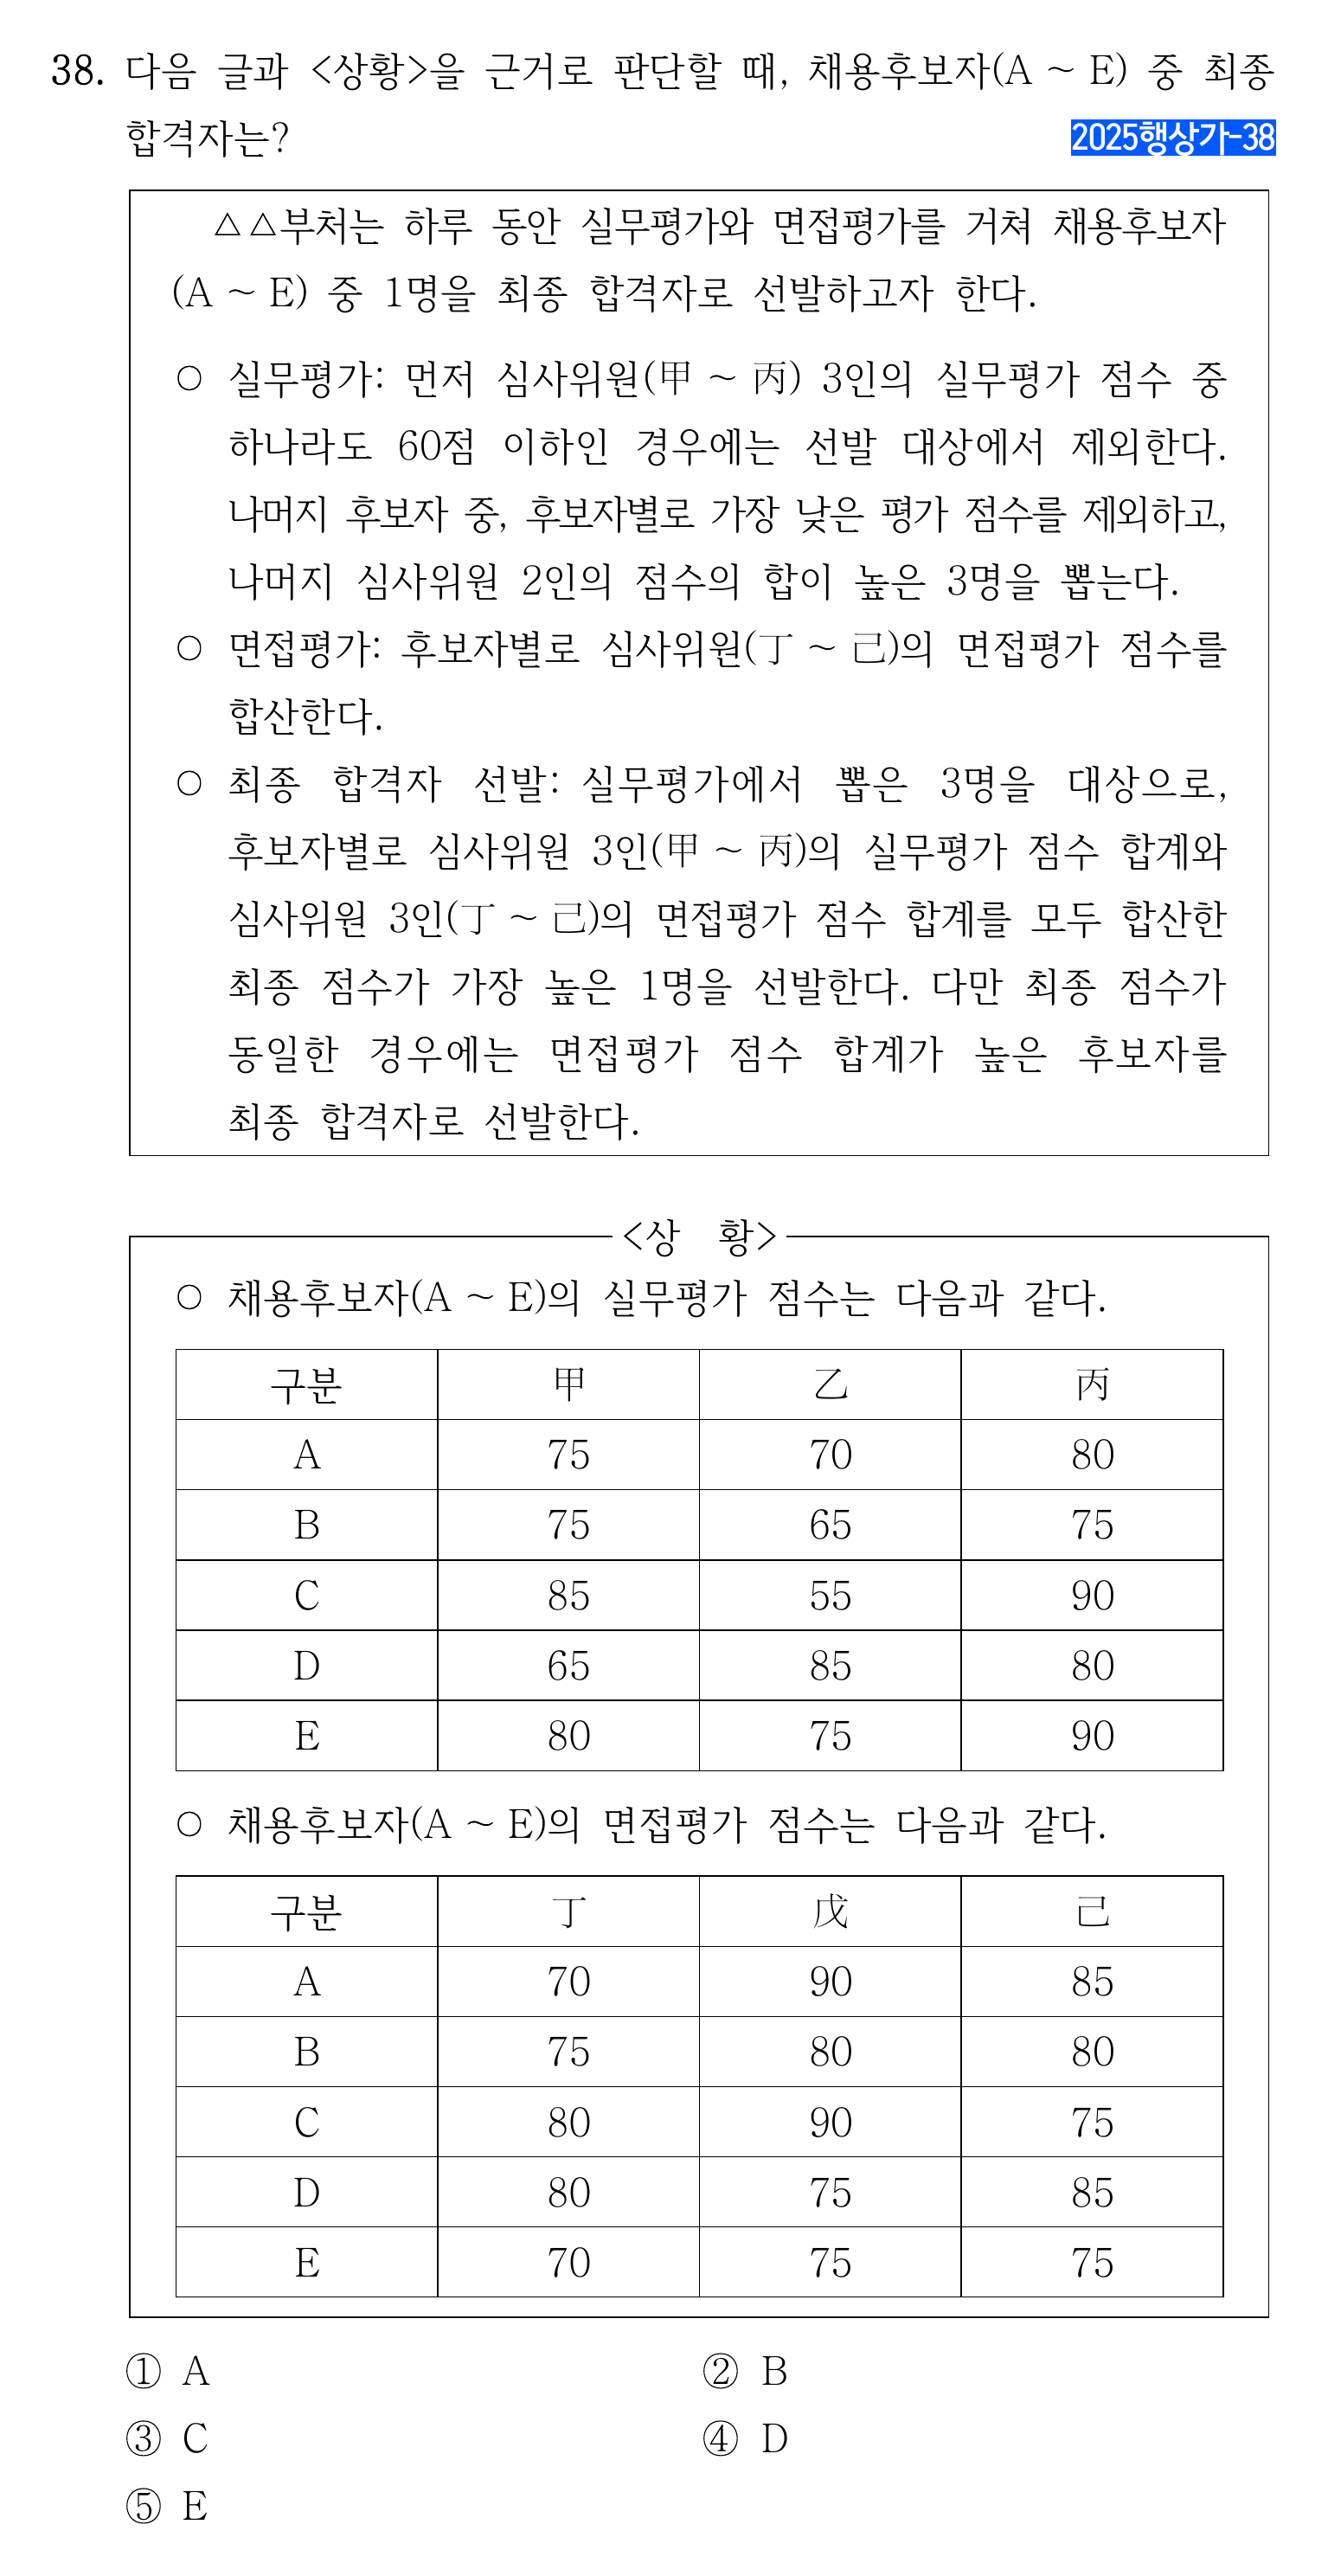 38. 다음 글과 <상황>을 근거로 판단할 때, 채용후보자(A ~ E) 중 최종
합격자는?
2025행상가-38
△△부처는 하루 동안 실무평가와 면접평가를 거쳐 채용후보자
(A ~ E) 중 1명을 최종 합격자로 선발하고자 한다.
○ 실무평가: 먼저 심사위원(甲 ~ 丙) 3인의 실무평가 점수 중
하나라도 60점 이하인 경우에는 선발 대상에서 제외한다.
나머지 후보자 중, 후보자별로 가장 낮은 평가 점수를 제외하고,
나머지 심사위원 2인의 점수의 합이 높은 3명을 뽑는다.
○ 면접평가: 후보자별로 심사위원(丁 ~ 己)의 면접평가 점수를
합산한다.
○ 최종 합격자 선발: 실무평가에서 뽑은 3명을 대상으로,
후보자별로 심사위원 3인(甲 ~ 丙)의 실무평가 점수 합계와
심사위원 3인(丁 ~ 己)의 면접평가 점수 합계를 모두 합산한
최종 점수가 가장 높은 1명을 선발한다. 다만 최종 점수가
동일한 경우에는 면접평가 점수 합계가 높은 후보자를
최종 합격자로 선발한다.
<상 황>
○ 채용후보자(A ~ E)의 실무평가 점수는 다음과 같다.
구분 甲 乙 丙
A 75 70 80
B 75 65 75
C 85 55 90
D 65 85 80
E 80 75 90
○ 채용후보자(A ~ E)의 면접평가 점수는 다음과 같다.
구분 丁 戊 己
A 70 90 85
B 75 80 80
C 80 90 75
D 80 75 85
E 70 75 75
① A ② B
③ C ④ D
⑤ E